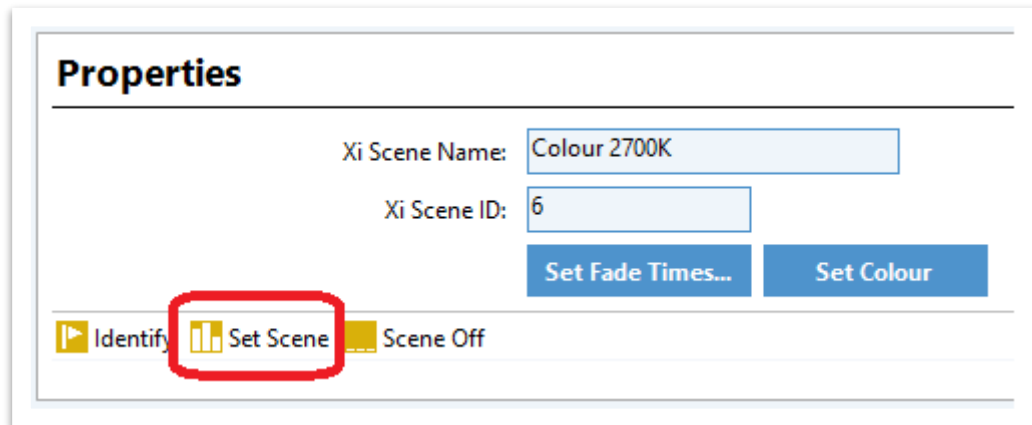 Properties
Xi Scene Name: Colour 2700K
Xi Scene ID: 6
Set Fade Times... Set Colour
Identify Set Scene Scene Off